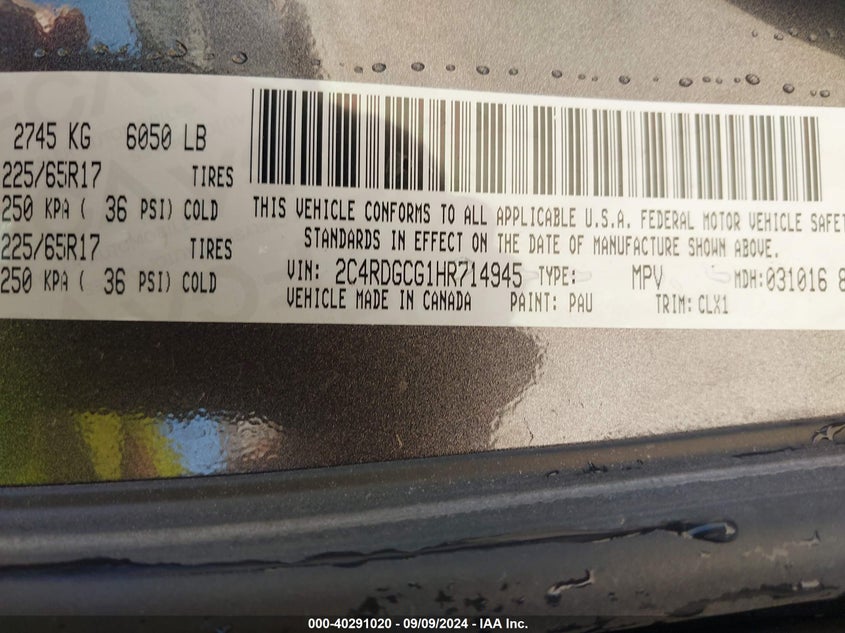 2745 KG 6050 LB
225/65R17 TIRES
250 KPA ( 36 PSI) COLD
225/65R17 TIRES
250 KPA ( 36 PSI) COLD
THIS VEHICLE CONFORMS TO ALL APPLICABLE U.S.A. FEDERAL MOTOR VEHICLE SAFET
STANDARDS IN EFFECT ON THE DATE OF MANUFACTURE SHOWN ABOVE.
VIN: 2C4RDGCG1HR714945 TYPE: MPV MDH:031016 8
VEHICLE MADE IN CANADA PAINT: PAU TRIM: CLX1
000-40291020 - 09/09/2024 - IAA Inc.